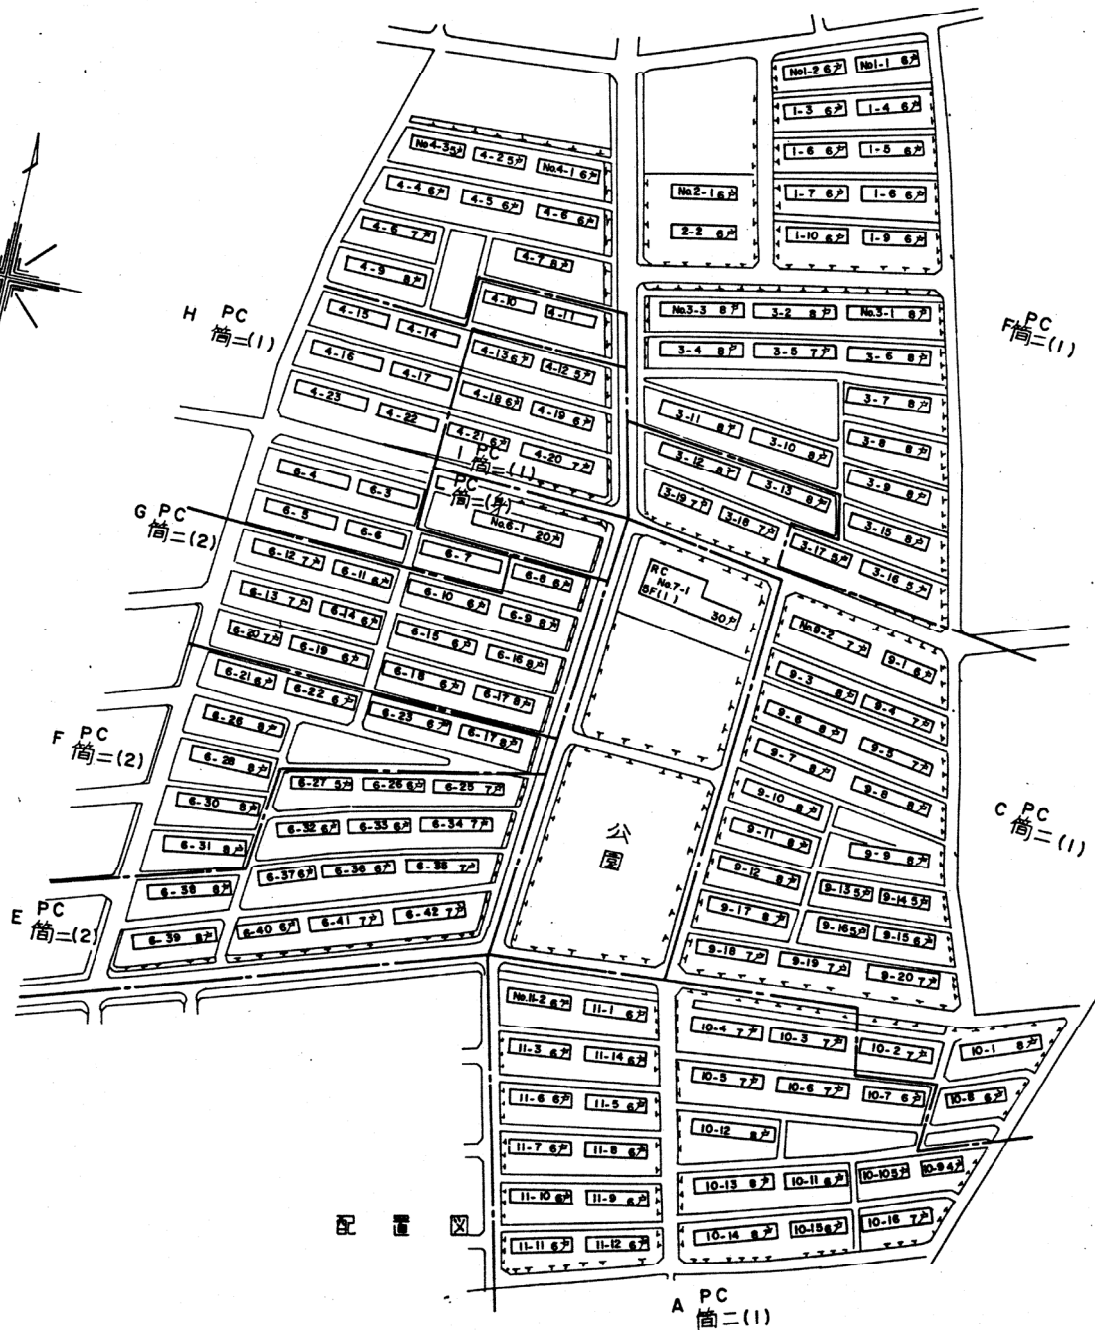 No1-2 6戸 No1-1 6戸
1-3 6戸 1-4 6戸
1-6 6戸 1-5 6戸
1-7 6戸 1-6 6戸
1-10 6戸 1-9 6戸
No.2-1 6戸
2-2 6戸
No.4-3 5戸 4-2 5戸 No.4-1 6戸
4-4 6戸 4-5 6戸 4-6 6戸
4-6 7戸 4-7 8戸
4-9 8戸 4-10 4-11
4-15 4-14 4-13 6戸 4-12 5戸
4-16 4-17 4-18 6戸 4-19 6戸
4-23 4-22 4-21 6戸 4-20 7戸
No.3-3 8戸 3-2 8戸 No.3-1 8戸
3-4 8戸 3-5 7戸 3-6 8戸
3-7 8戸
3-11 8戸 3-10 8戸 3-8 8戸
3-12 8戸 3-13 8戸 3-9 8戸
3-19 7戸 3-18 7戸 3-15 8戸
3-17 5戸 3-16 5戸
H PC
筒二(1)
F PC
筒二(1)
I PC
筒二(1)
L PC
筒二(身)
G PC
筒二(2)
6-4 6-3 No.6-1 20戸
6-5 6-6 6-7 6-8 6戸
6-12 7戸 6-11 6戸 6-10 6戸 6-9 8戸
6-13 7戸 6-14 6戸 6-15 6戸 6-16 8戸
6-20 7戸 6-19 6戸 6-18 6戸 6-17 8戸
6-21 6戸 6-22 6戸 6-23 6戸 6-17 8戸
6-26 8戸
6-28 8戸 6-27 5戸 6-26 6戸 6-25 7戸
6-30 8戸 6-32 6戸 6-33 6戸 6-34 7戸
6-31 8戸 6-37 6戸 6-36 6戸 6-38 7戸
6-38 8戸 6-40 6戸 6-41 7戸 6-42 7戸
6-39 8戸
F PC
筒二(2)
E PC
筒二(2)
RC
No.7-1
8F(1) 30戸
公
園
No.9-2 7戸 9-1 6戸
9-3 8戸 9-4 7戸
9-6 8戸 9-5 7戸
9-7 8戸 9-8 8戸
9-10 8戸
9-11 8戸 9-9 8戸
9-12 8戸 9-13 5戸 9-14 5戸
9-17 8戸 9-16 5戸 9-15 6戸
9-18 7戸 9-19 7戸 9-20 7戸
C PC
筒二(1)
No.11-2 6戸 11-1 6戸
11-3 6戸 11-14 6戸
11-6 6戸 11-5 6戸
11-7 6戸 11-8 6戸
11-10 6戸 11-9 6戸
11-11 6戸 11-12 6戸
10-4 7戸 10-3 7戸 10-2 7戸 10-1 8戸
10-5 7戸 10-6 7戸 10-7 6戸 10-8 6戸
10-12 8戸
10-13 8戸 10-11 6戸 10-10 5戸 10-9 4戸
10-14 8戸 10-15 6戸 10-16 7戸
配置図
A PC
筒二(1)